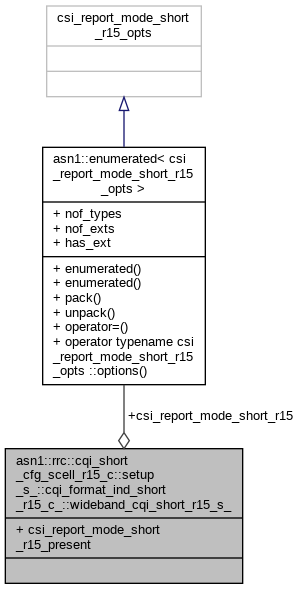 csi_report_mode_short
_r15_opts
asn1::enumerated< csi
_report_mode_short_r15
_opts >
+ nof_types
+ nof_exts
+ has_ext
+ enumerated()
+ enumerated()
+ pack()
+ unpack()
+ operator=()
+ operator typename csi
_report_mode_short_r15
_opts ::options()
+csi_report_mode_short_r15
asn1::rrc::cqi_short
_cfg_scell_r15_c::setup
_s_::cqi_format_ind_short
_r15_c_::wideband_cqi_short_r15_s_
+ csi_report_mode_short
_r15_present